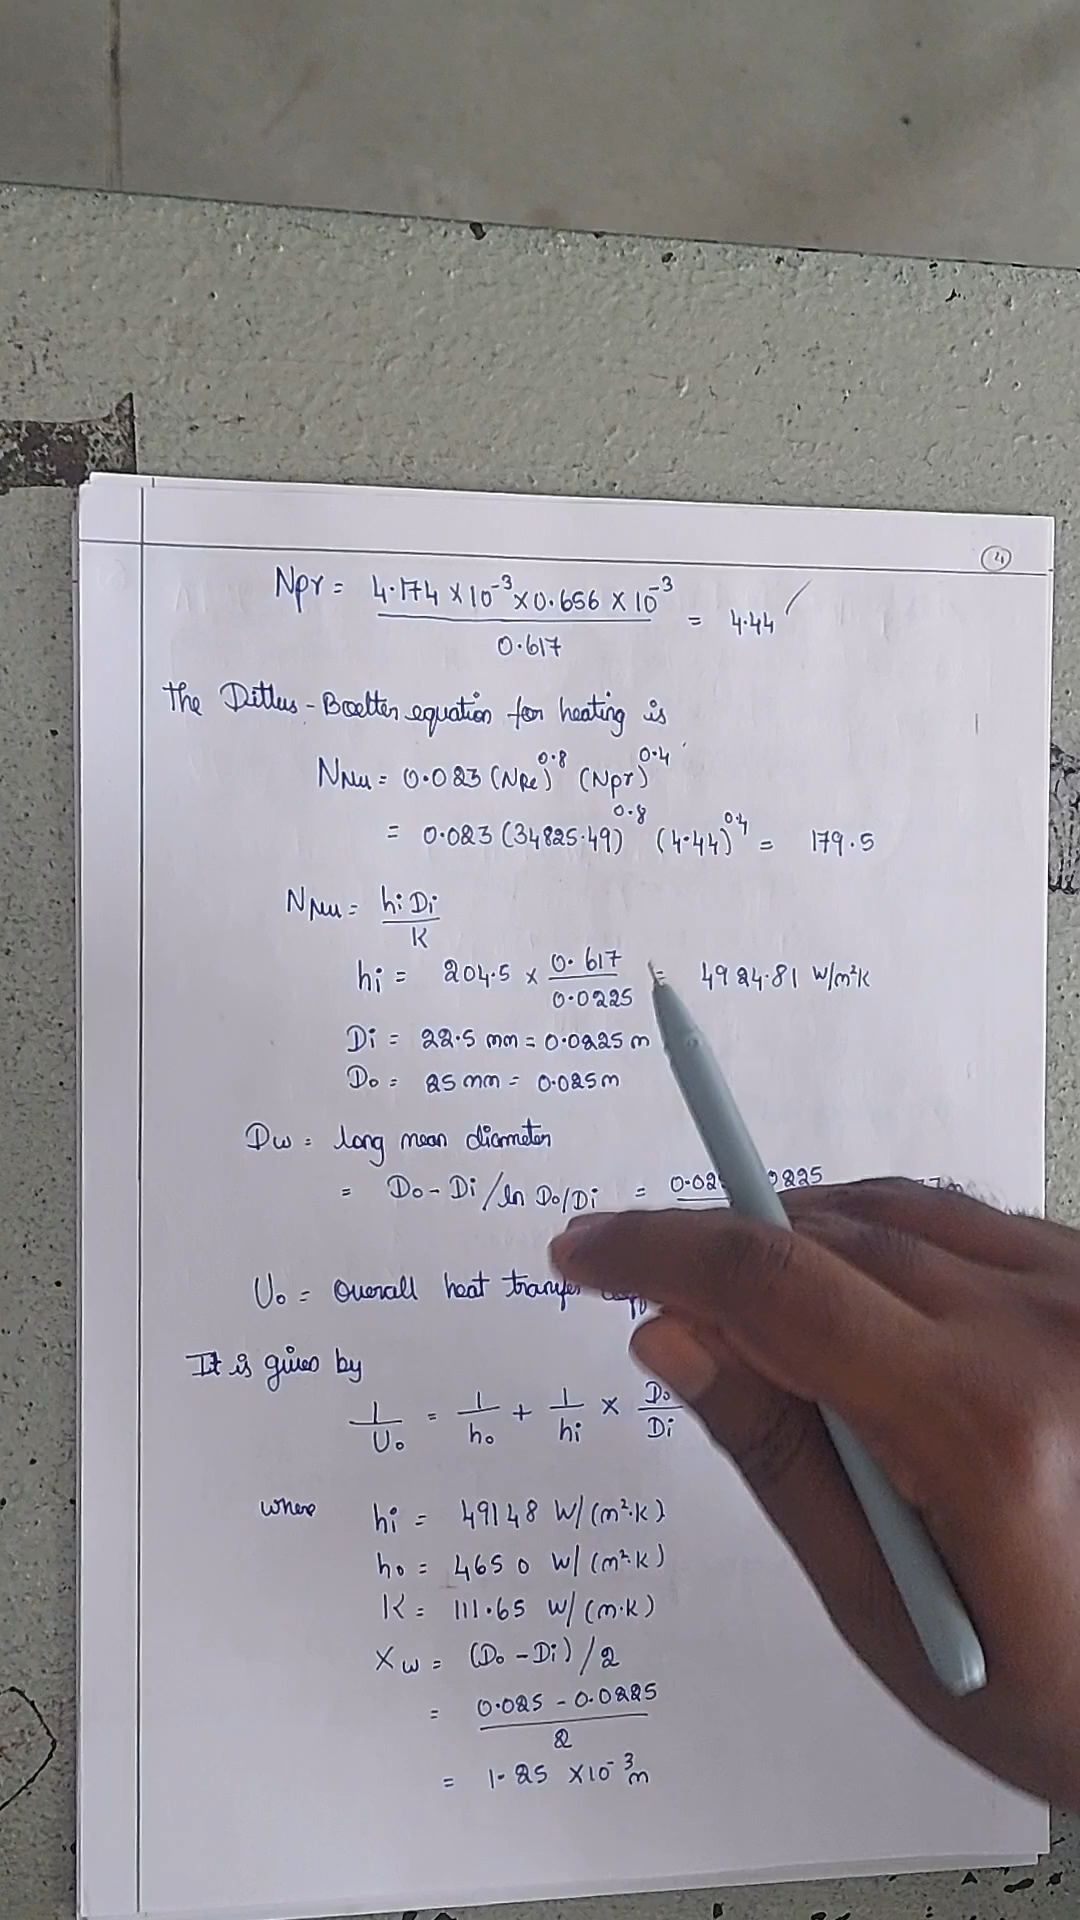 4
Npr = 4.174 × 10⁻³ × 0.656 × 10⁻³ / 0.617 = 4.44
The Dittus - Boelter equation for heating is
NNu = 0.023 (NRe)^0.8 (Npr)^0.4
= 0.023 (34825.49)^0.8 (4.44)^0.4 = 179.5
NNu = hi Di / K
hi = 204.5 × 0.617 / 0.0225 = 4924.81 W/m²K
Di = 22.5 mm = 0.0225 m
Do = 25 mm = 0.025 m
Dw = long mean diameter
= Do - Di / ln Do/Di =
Uo = Overall heat transfer
It is given by
1/Uo = 1/ho + 1/hi × Do/Di
where hi = 49148 W/(m².K)
ho = 4650 W/(m².K)
K = 111.65 W/(m.K)
Xw = (Do - Di) / 2
= 0.025 - 0.0225 / 2
= 1.25 × 10⁻³ m